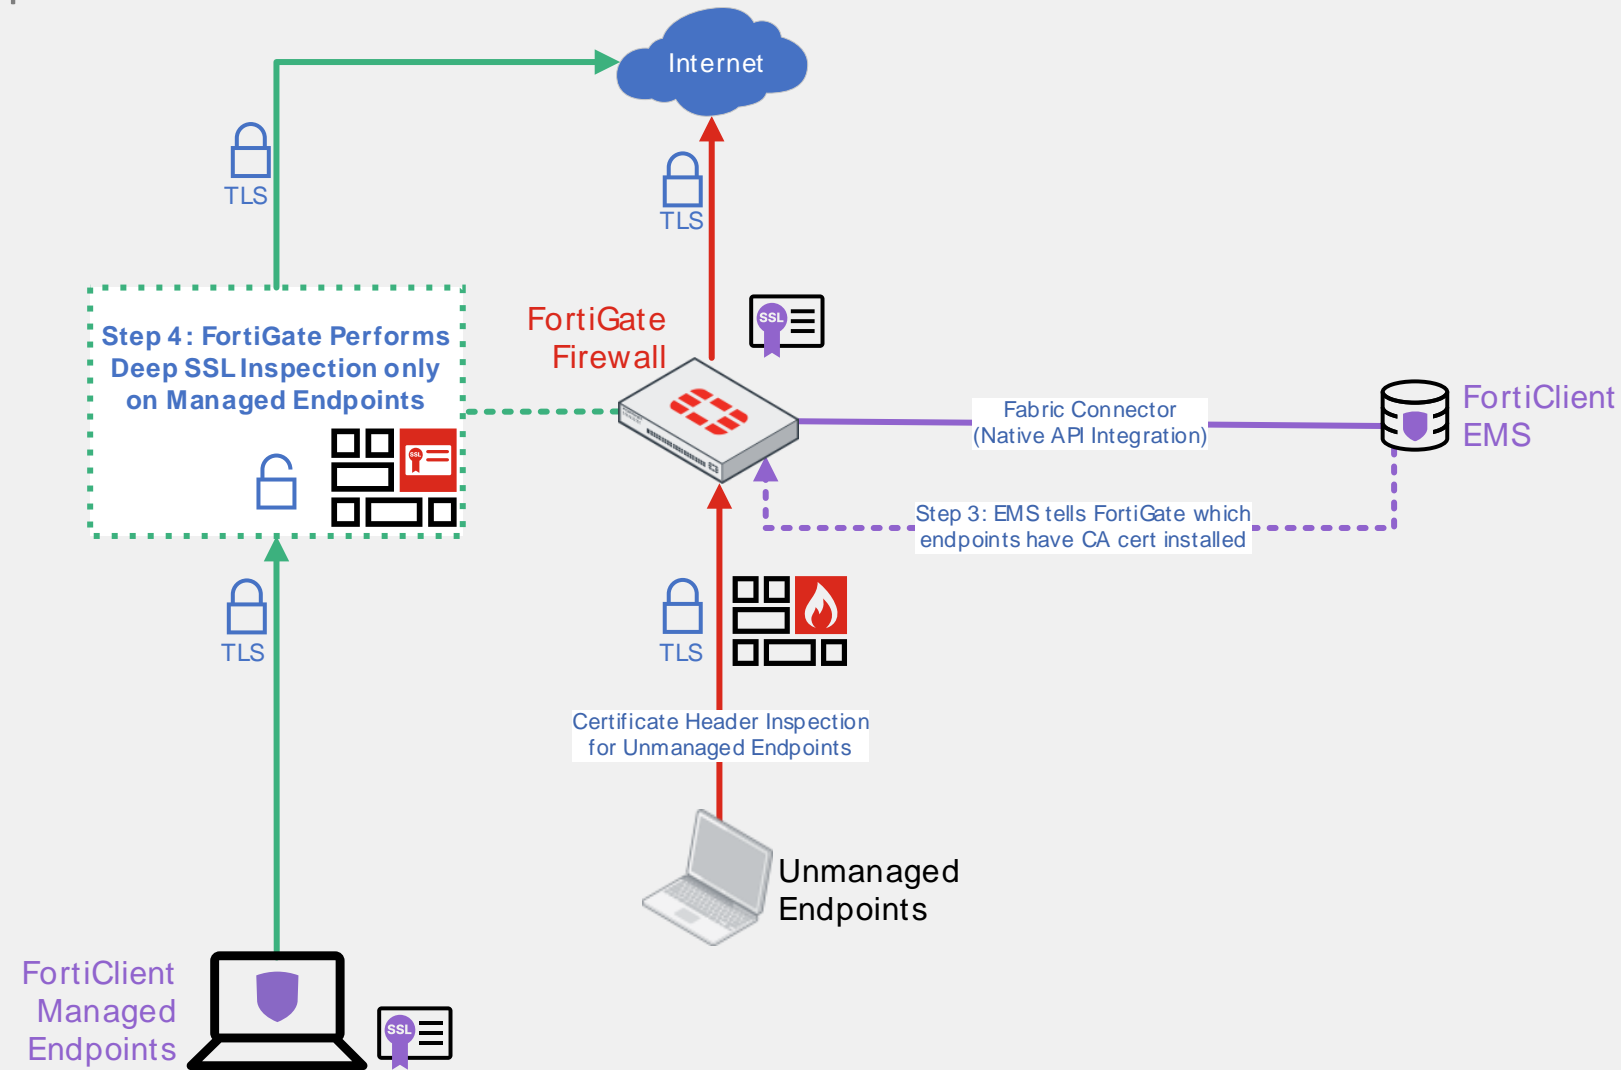 Internet
TLS
TLS
Step 4: FortiGate Performs
Deep SSL Inspection only
on Managed Endpoints
SSL
FortiGate
Firewall
SSL
Fabric Connector
(Native API Integration)
FortiClient
EMS
Step 3: EMS tells FortiGate which
endpoints have CA cert installed
TLS
TLS
Certificate Header Inspection
for Unmanaged Endpoints
Unmanaged
Endpoints
FortiClient
Managed
Endpoints
SSL